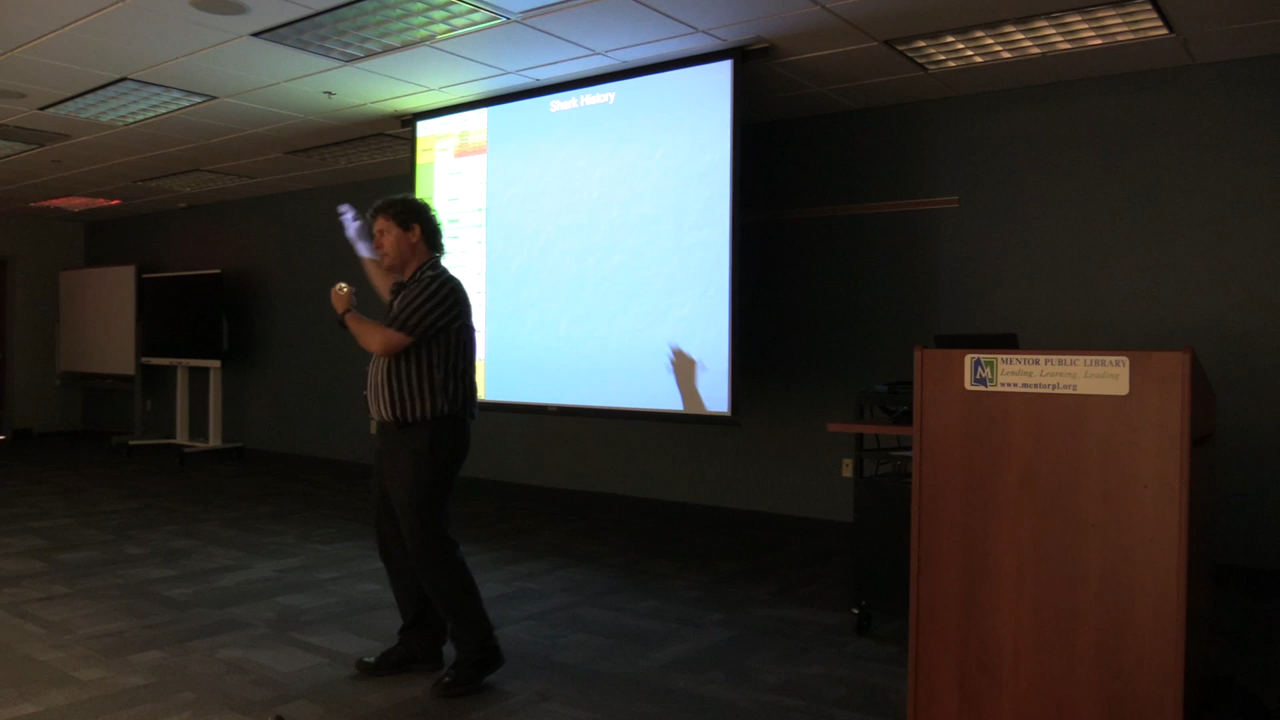 Shark History
M
MENTOR PUBLIC LIBRARY
Lending, Learning, Leading
www.mentorpl.org